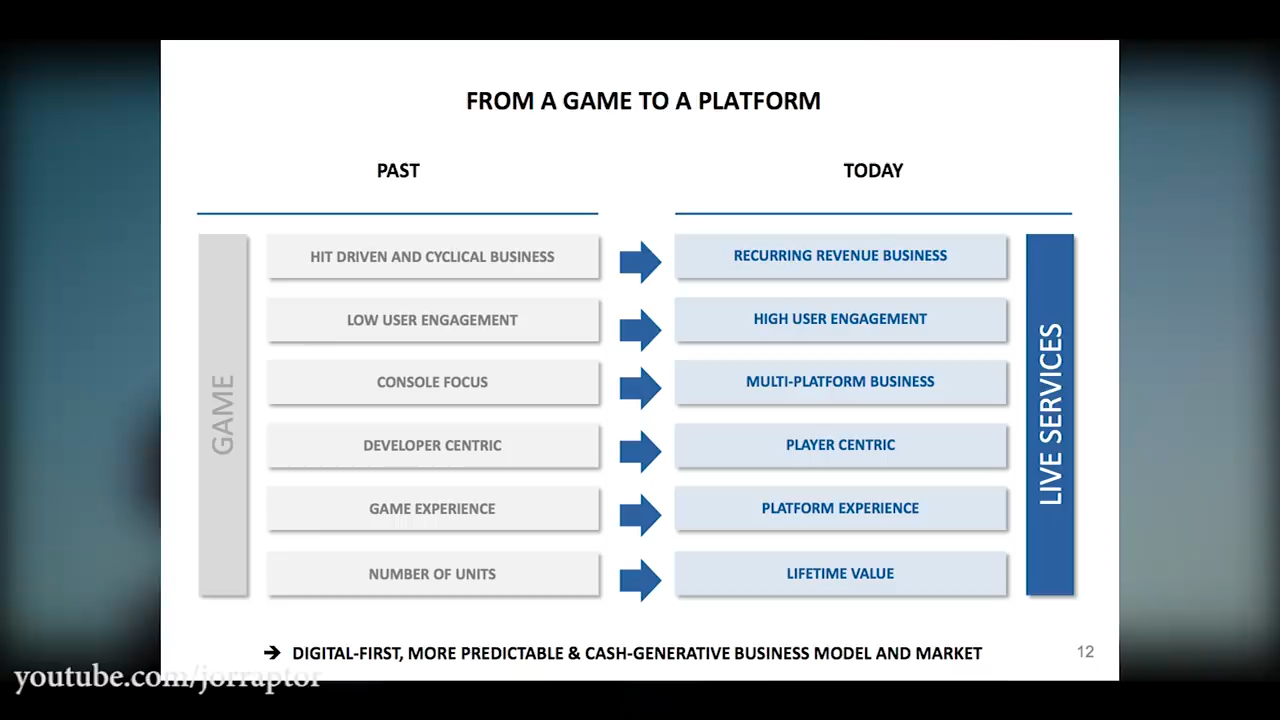 FROM A GAME TO A PLATFORM
PAST
TODAY
GAME
HIT DRIVEN AND CYCLICAL BUSINESS
RECURRING REVENUE BUSINESS
LOW USER ENGAGEMENT
HIGH USER ENGAGEMENT
CONSOLE FOCUS
MULTI-PLATFORM BUSINESS
DEVELOPER CENTRIC
PLAYER CENTRIC
GAME EXPERIENCE
PLATFORM EXPERIENCE
NUMBER OF UNITS
LIFETIME VALUE
LIVE SERVICES
➔ DIGITAL-FIRST, MORE PREDICTABLE & CASH-GENERATIVE BUSINESS MODEL AND MARKET
12
youtube.com/jorraptor